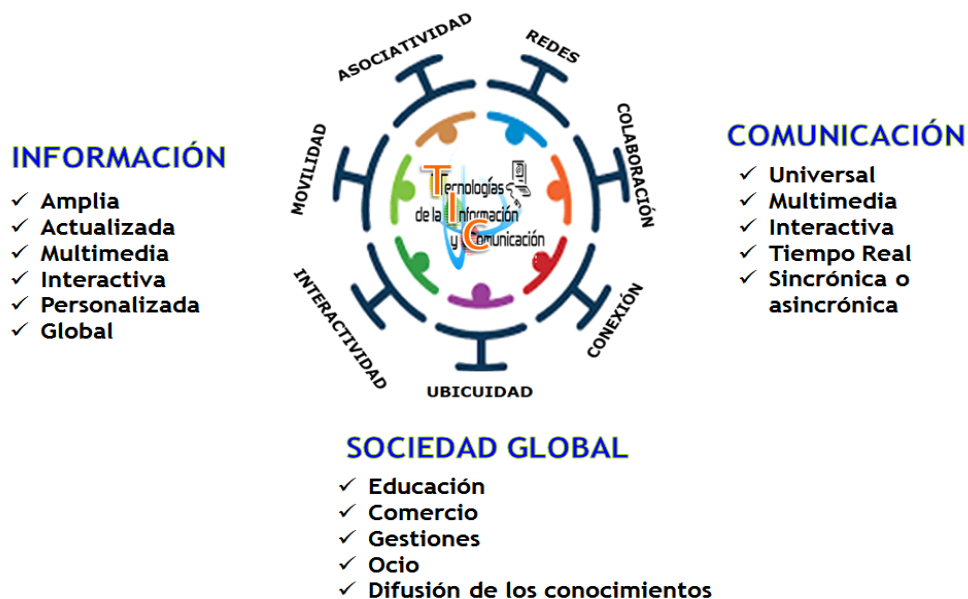 ASOCIATIVIDAD
REDES
MOVILIDAD
COLABORACIÓN
INTERACTIVIDAD
CONEXIÓN
UBICUIDAD
Tecnologías
de la Información
y Comunicación
INFORMACIÓN
✓ Amplia
✓ Actualizada
✓ Multimedia
✓ Interactiva
✓ Personalizada
✓ Global
COMUNICACIÓN
✓ Universal
✓ Multimedia
✓ Interactiva
✓ Tiempo Real
✓ Sincrónica o
asincrónica
SOCIEDAD GLOBAL
✓ Educación
✓ Comercio
✓ Gestiones
✓ Ocio
✓ Difusión de los conocimientos